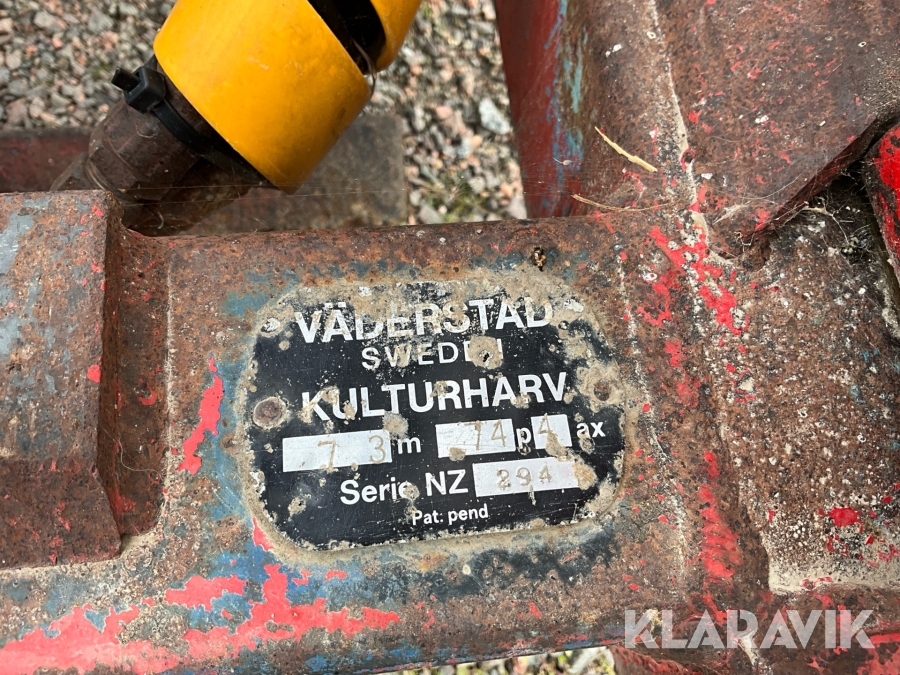 VÄDERSTAD
SWEDEN
KULTURHARV
7 3 m 74 p 4 ax
Serie NZ 294
Pat. pend
KLARAVIK